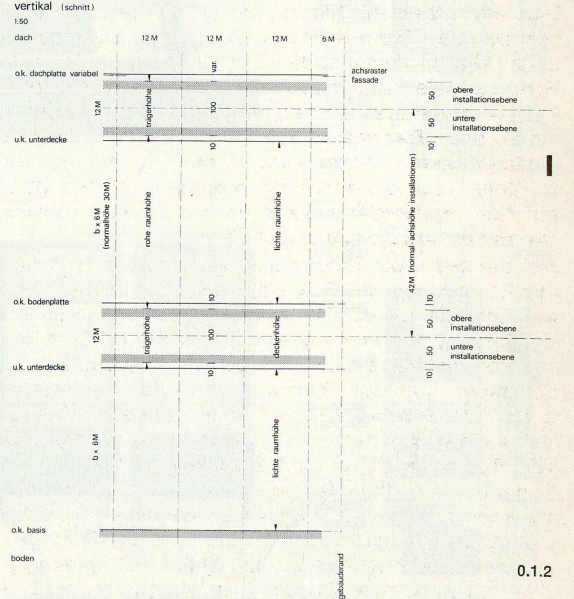 vertikal (schnitt)
1:50
dach
12 M 12 M 12 M 6 M
o.k. dachplatte variabel
var.
achsraster
fassade
12 M
trägerhöhe
100
50
obere
installationsebene
50
untere
installationsebene
u.k. unterdecke
10
10
b x 6 M
(normalhöhe 30 M)
rohe raumhöhe
lichte raumhöhe
42 M (normal-achshöhe installationen)
o.k. bodenplatte
10
10
12 M
trägerhöhe
100
deckenhöhe
50
obere
installationsebene
50
untere
installationsebene
u.k. unterdecke
10
10
b x 6 M
lichte raumhöhe
o.k. basis
boden
gebäuderand
0.1.2